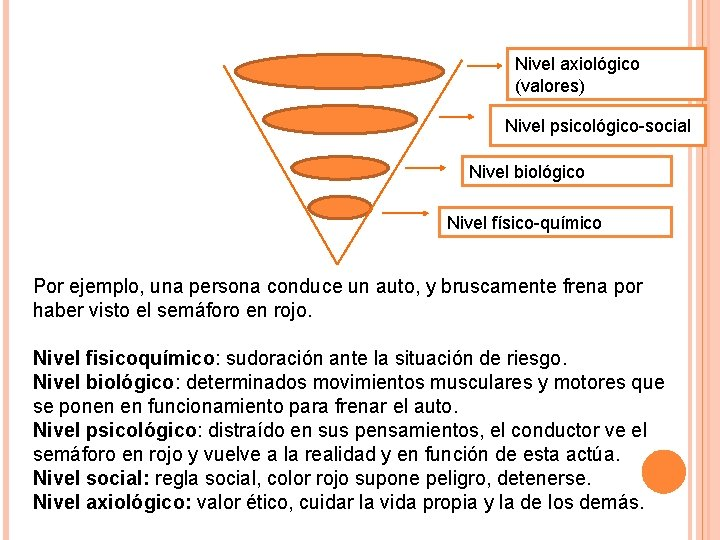 Nivel axiológico
(valores)
Nivel psicológico-social
Nivel biológico
Nivel físico-químico
Por ejemplo, una persona conduce un auto, y bruscamente frena por
haber visto el semáforo en rojo.
Nivel fisicoquímico: sudoración ante la situación de riesgo.
Nivel biológico: determinados movimientos musculares y motores que
se ponen en funcionamiento para frenar el auto.
Nivel psicológico: distraído en sus pensamientos, el conductor ve el
semáforo en rojo y vuelve a la realidad y en función de esta actúa.
Nivel social: regla social, color rojo supone peligro, detenerse.
Nivel axiológico: valor ético, cuidar la vida propia y la de los demás.